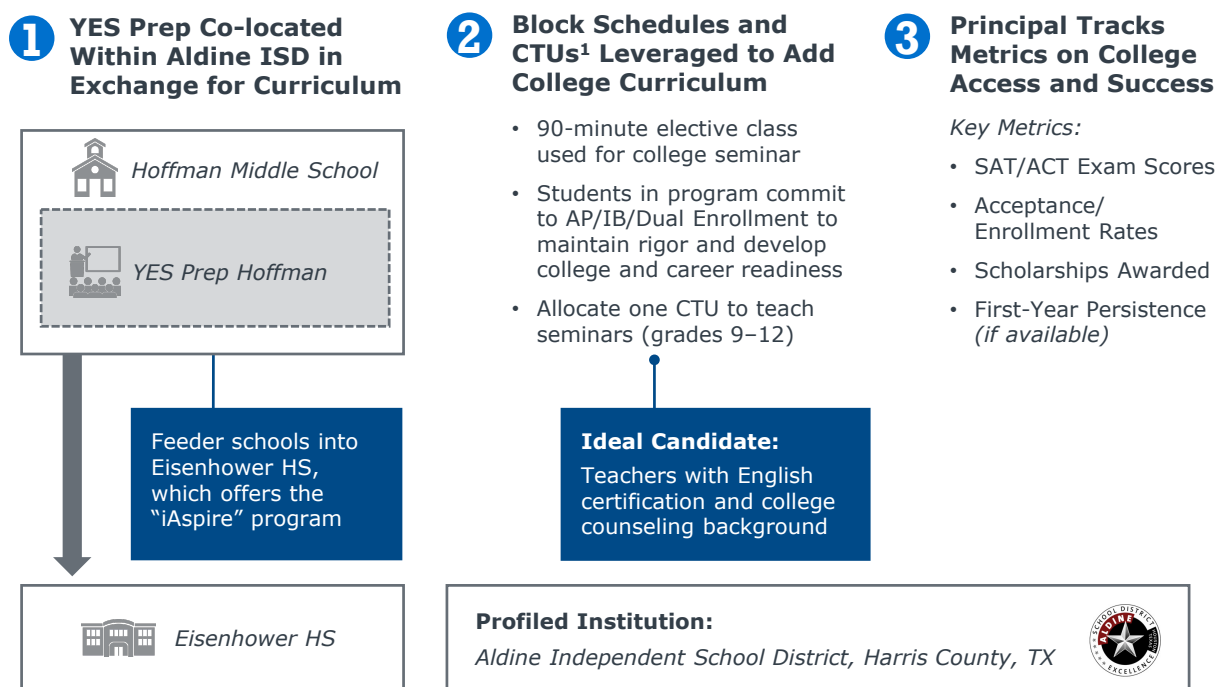 1
YES Prep Co-located
Within Aldine ISD in
Exchange for Curriculum
Hoffman Middle School
YES Prep Hoffman
Feeder schools into
Eisenhower HS,
which offers the
“iAspire” program
Eisenhower HS
2
Block Schedules and
CTUs¹ Leveraged to Add
College Curriculum
• 90-minute elective class
used for college seminar
• Students in program commit
to AP/IB/Dual Enrollment to
maintain rigor and develop
college and career readiness
• Allocate one CTU to teach
seminars (grades 9–12)
Ideal Candidate:
Teachers with English
certification and college
counseling background
3
Principal Tracks
Metrics on College
Access and Success
Key Metrics:
• SAT/ACT Exam Scores
• Acceptance/
Enrollment Rates
• Scholarships Awarded
• First-Year Persistence
(if available)
Profiled Institution:
Aldine Independent School District, Harris County, TX
SCHOOL DISTRICT
ALDINE
EXCELLENCE